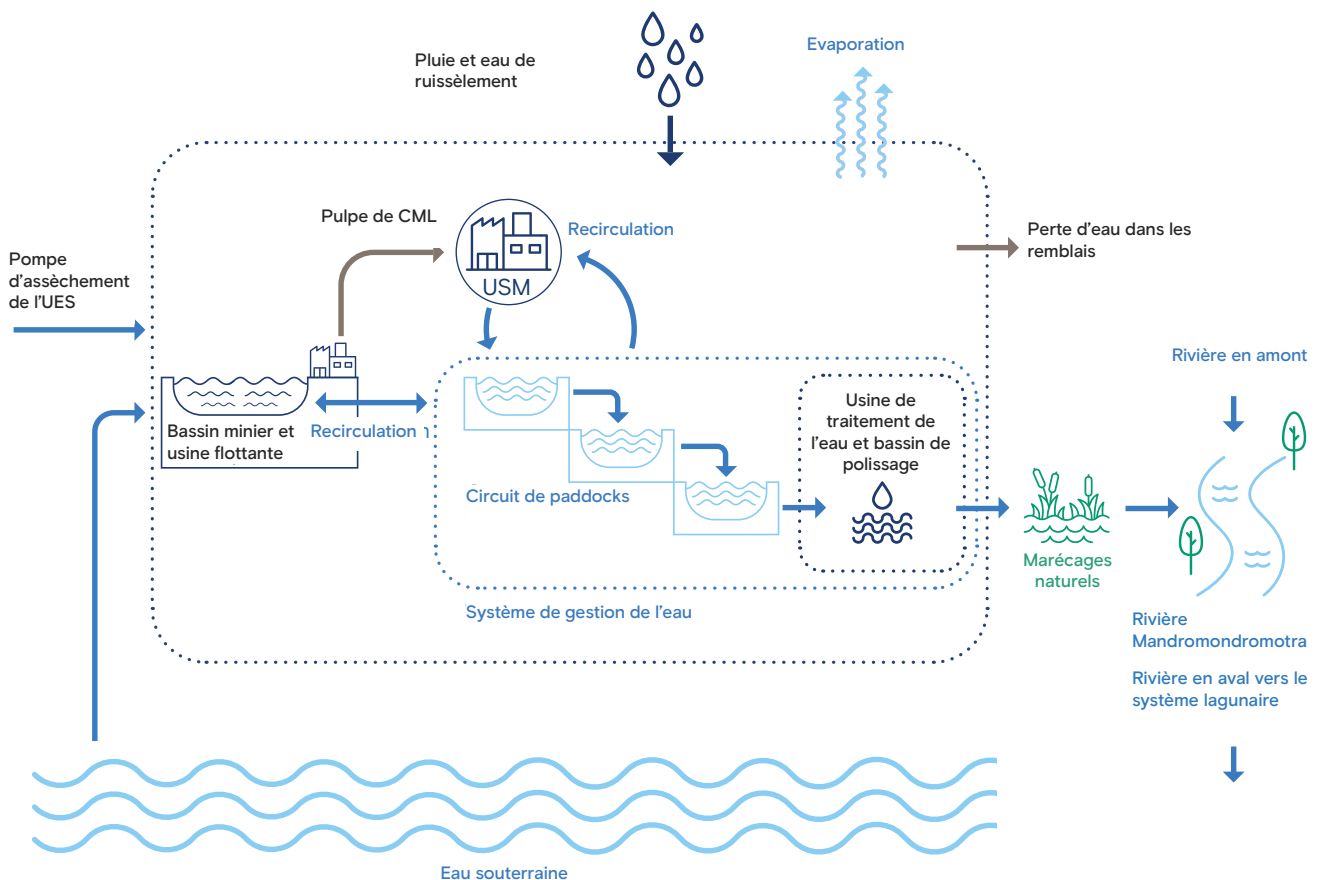 Pluie et eau de
ruissèlement
Evaporation
Pulpe de CML
Recirculation
USM
Perte d'eau dans les
remblais
Pompe
d'assèchement
de l'UES
Rivière en amont
Bassin minier et
usine flottante
Recirculation
Usine de
traitement de
l'eau et bassin de
polissage
Circuit de paddocks
Marécages
naturels
Système de gestion de l'eau
Rivière
Mandromondromotra
Rivière en aval vers le
système lagunaire
Eau souterraine